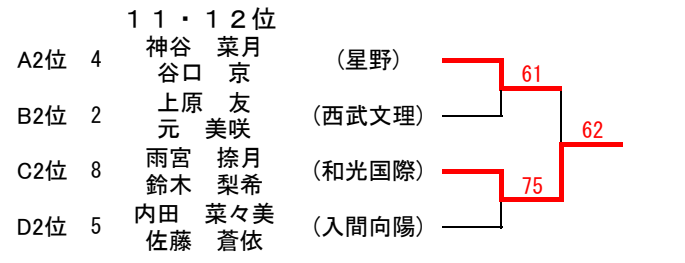 11・12位
神谷 菜月
A2位 4 (星野)
谷口 京
61
上原 友
B2位 2 (西武文理)
元 美咲
62
雨宮 捺月
C2位 8 (和光国際)
鈴木 梨希
75
内田 菜々美
D2位 5 (入間向陽)
佐藤 蒼依